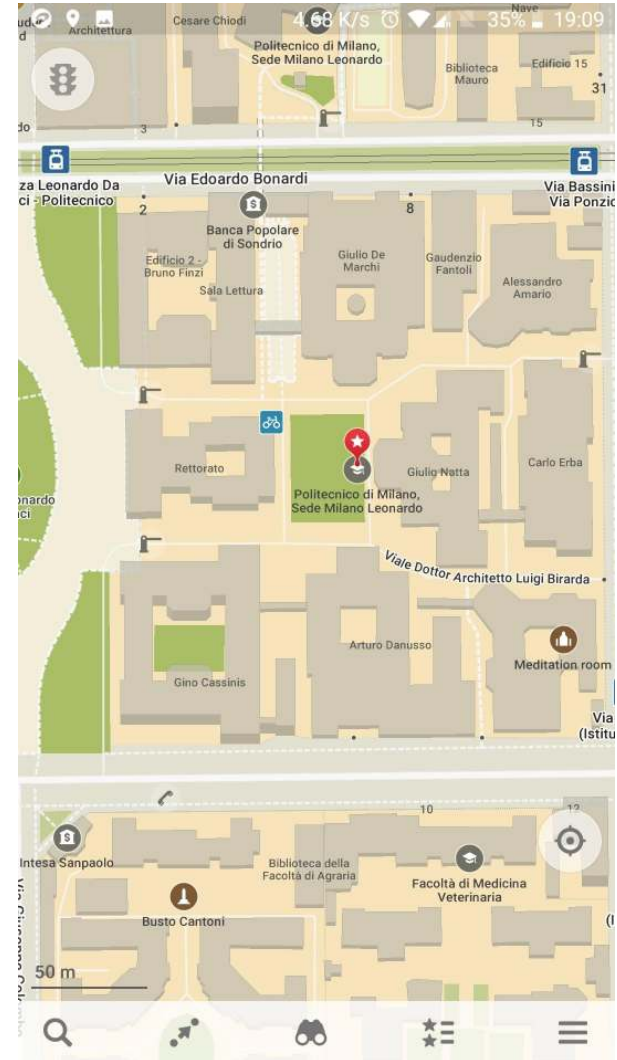 4.68 K/s 35% 19:09
Architettura
Cesare Chiodi
Nave
Politecnico di Milano,
Sede Milano Leonardo
Biblioteca
Mauro
Edificio 15
31
3
15
za Leonardo Da
ci - Politecnico
Via Edoardo Bonardi
Via Bassini
Via Ponzio
2
8
Banca Popolare
di Sondrio
Edificio 2 -
Bruno Finzi
Sala Lettura
Giulio De
Marchi
Gaudenzio
Fantoli
Alessandro
Amario
Rettorato
Giulio Natta
Carlo Erba
onardo
nci
Politecnico di Milano,
Sede Milano Leonardo
Viale Dottor Architetto Luigi Birarda
Arturo Danusso
Meditation room
Gino Cassinis
Via
(Istitu
10
12
Intesa Sanpaolo
Biblioteca della
Facoltà di Agraria
Facoltà di Medicina
Veterinaria
Busto Cantoni
50 m